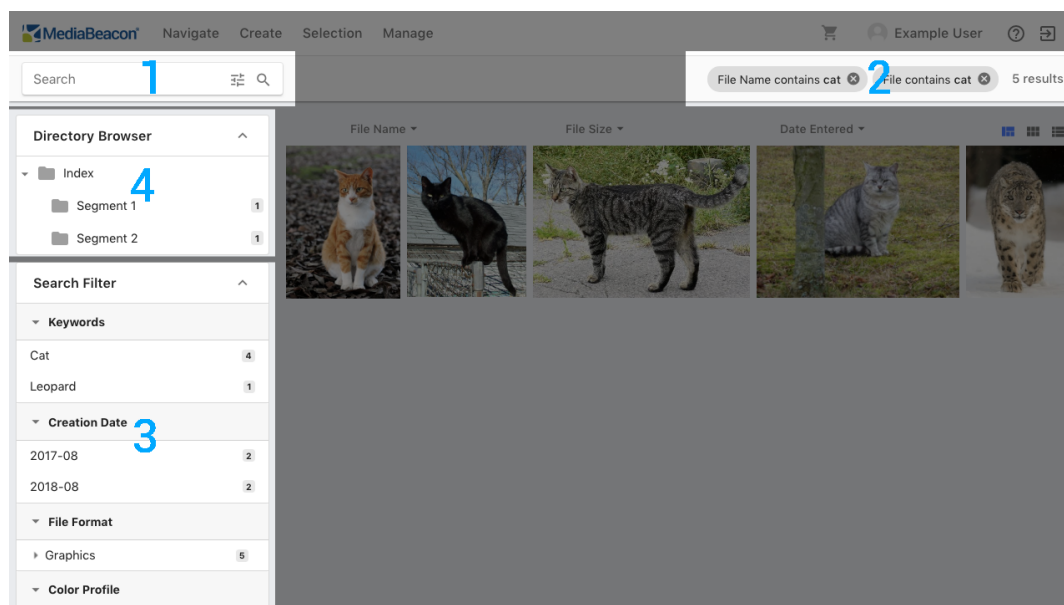 MediaBeacon® Navigate Create Selection Manage Example User
Search 1 File Name contains cat 2 File contains cat 5 results
Directory Browser
File Name File Size Date Entered
Index
4
Segment 1 1
Segment 2 1
Search Filter
Keywords
Cat 4
Leopard 1
Creation Date 3
2017-08 2
2018-08 2
File Format
Graphics 5
Color Profile